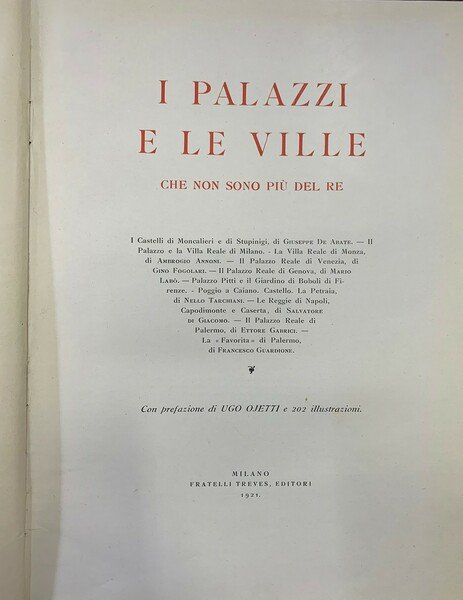 I PALAZZI
E LE VILLE
CHE NON SONO PIÙ DEL RE
I Castelli di Moncalieri e di Stupinigi, di GIUSEPPE DE ABATE. — Il
Palazzo e la Villa Reale di Milano. - La Villa Reale di Monza,
di AMBROGIO ANNONI. — Il Palazzo Reale di Venezia, di
GINO FOGOLARI. — Il Palazzo Reale di Genova, di MARIO
LABÒ. — Palazzo Pitti e il Giardino di Boboli di Fi-
renze. - Poggio a Caiano. Castello. La Petraia,
di NELLO TARCHIANI. — Le Reggie di Napoli,
Capodimonte e Caserta, di SALVATORE
DI GIACOMO. — Il Palazzo Reale di
Palermo, di ETTORE GABRICI. —
La «Favorita» di Palermo,
di FRANCESCO GUARDIONE.
Con prefazione di UGO OJETTI e 202 illustrazioni.
MILANO
FRATELLI TREVES, EDITORI
1921.